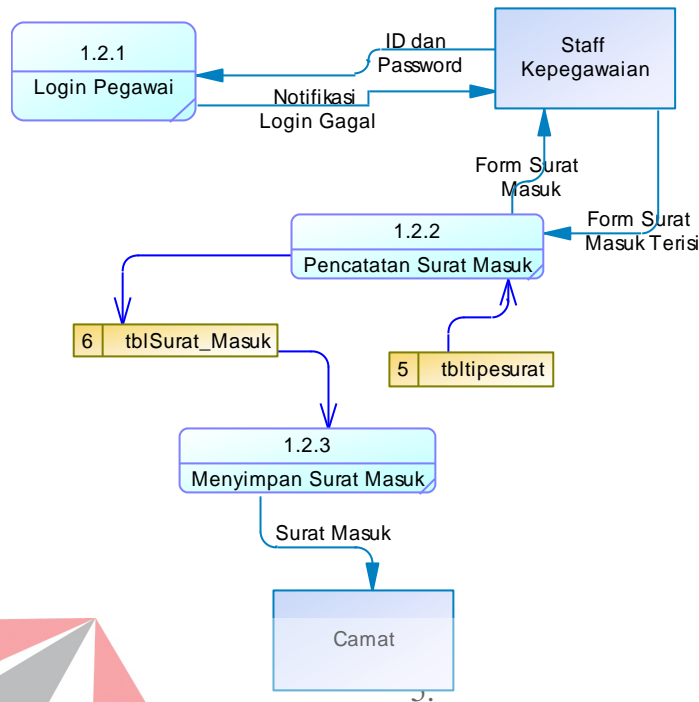 1.2.1
Login Pegawai
ID dan
Password
Staff
Kepegawaian
Notifikasi
Login Gagal
Form Surat
Masuk
Form Surat
Masuk Terisi
1.2.2
Pencatatan Surat Masuk
6 tblSurat_Masuk
5 tbltipesurat
1.2.3
Menyimpan Surat Masuk
Surat Masuk
Camat